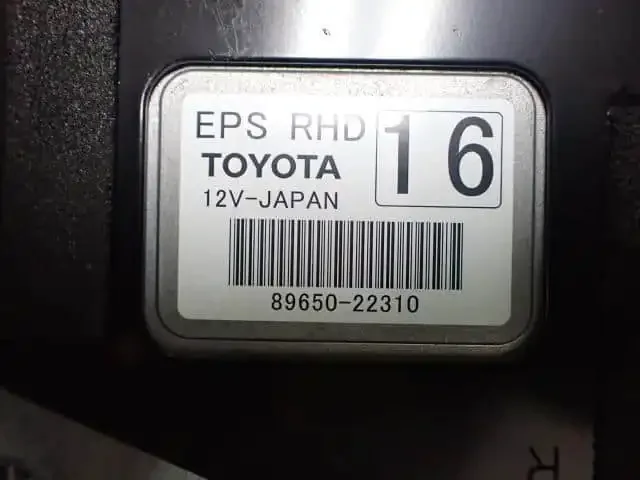 EPS RHD 16
TOYOTA
12V-JAPAN
89650-22310
R